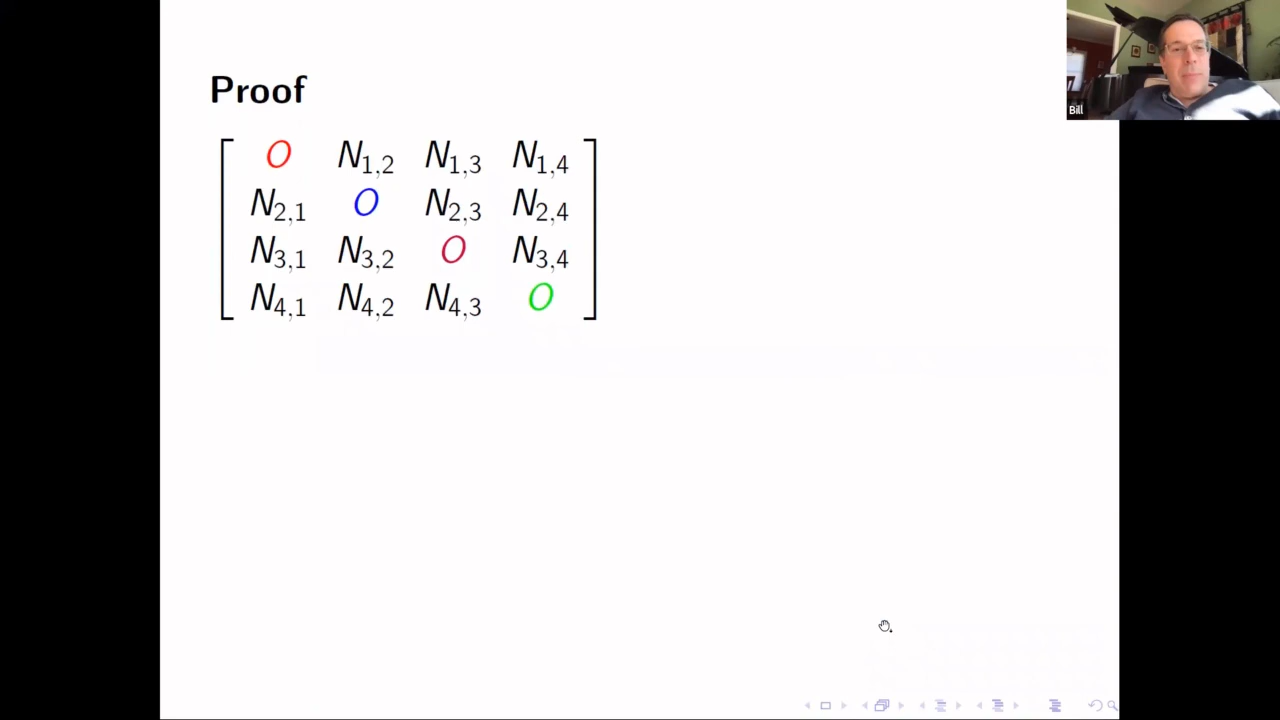 Proof
O N1,2 N1,3 N1,4
N2,1 O N2,3 N2,4
N3,1 N3,2 O N3,4
N4,1 N4,2 N4,3 O
Bill